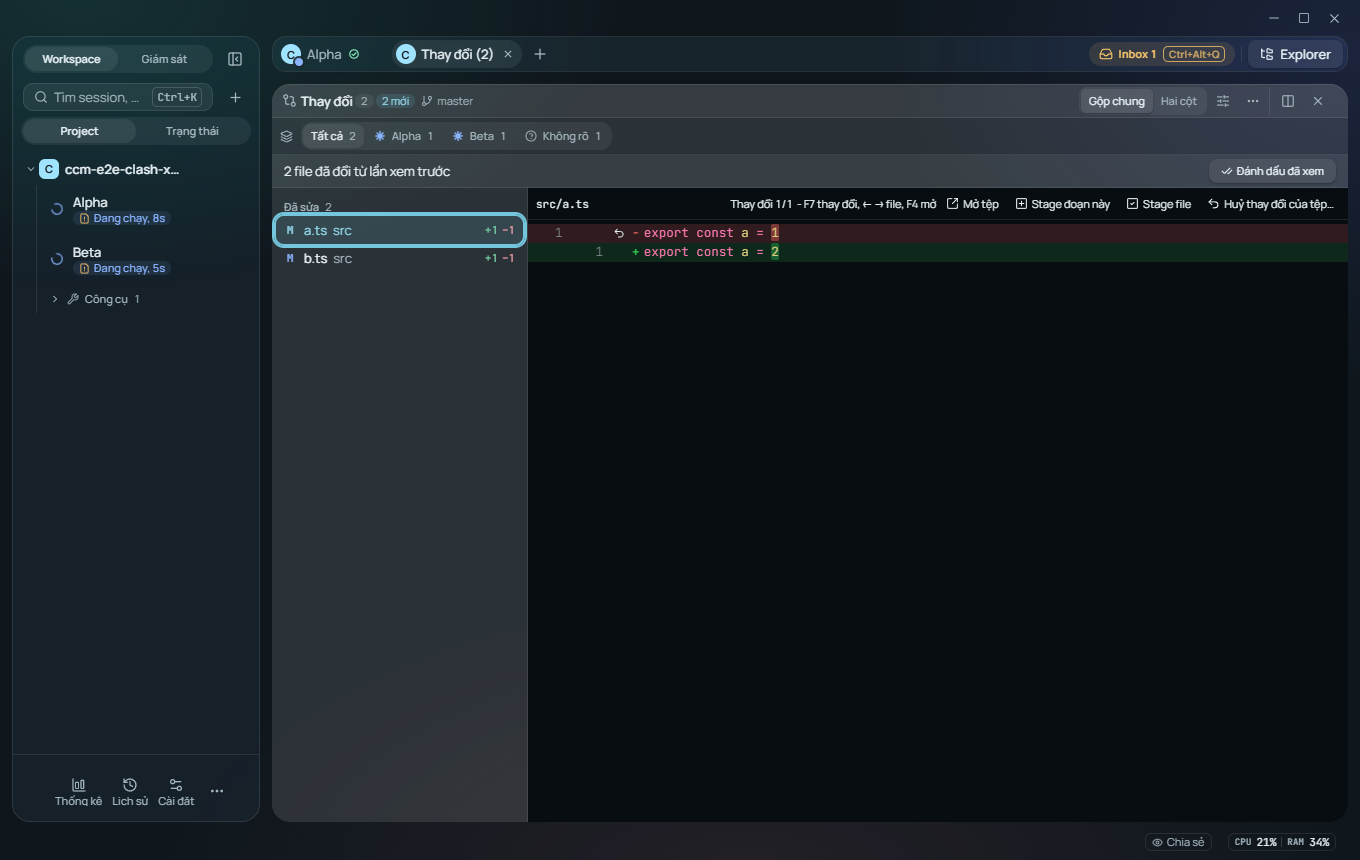 Workspace
Giám sát
Tìm session, ...
Ctrl+K
Project
Trạng thái
C ccm-e2e-clash-x...
Alpha
Đang chạy, 8s
Beta
Đang chạy, 5s
Công cụ 1
Thống kê
Lịch sử
Cài đặt
C Alpha
C Thay đổi (2)
Inbox 1 Ctrl+Alt+Q
Explorer
Thay đổi 2 2 mới master
Gộp chung Hai cột
Tất cả 2 Alpha 1 Beta 1 Không rõ 1
2 file đã đổi từ lần xem trước
Đánh dấu đã xem
Đã sửa 2
M a.ts src +1 −1
M b.ts src +1 −1
src/a.ts
Thay đổi 1/1 - F7 thay đổi, ← → file, F4 mở
Mở tệp
Stage đoạn này
Stage file
Huỷ thay đổi của tệp...
1 - export const a = 1
1 + export const a = 2
Chia sẻ
CPU 21% RAM 34%